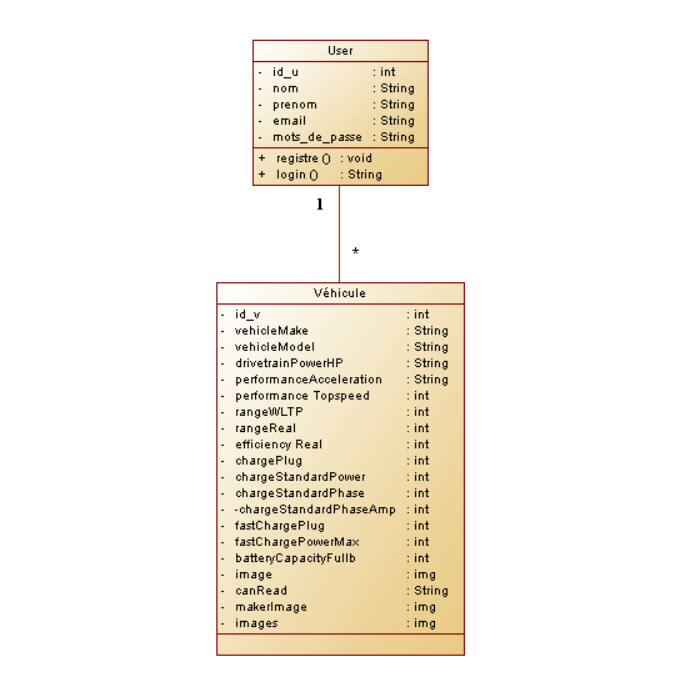 User
- id_u : int
- nom : String
- prenom : String
- email : String
- mots_de_passe : String
+ registre () : void
+ login () : String
1
*
Véhicule
- id_v : int
- vehicleMake : String
- vehicleModel : String
- drivetrainPowerHP : String
- performanceAcceleration : String
- performance Topspeed : int
- rangeWLTP : int
- rangeReal : int
- efficiency Real : int
- chargePlug : int
- chargeStandardPower : int
- chargeStandardPhase : int
- -chargeStandardPhaseAmp : int
- fastChargePlug : int
- fastChargePowerMax : int
- batteryCapacityFullb : int
- image : img
- canRead : String
- makerImage : img
- images : img